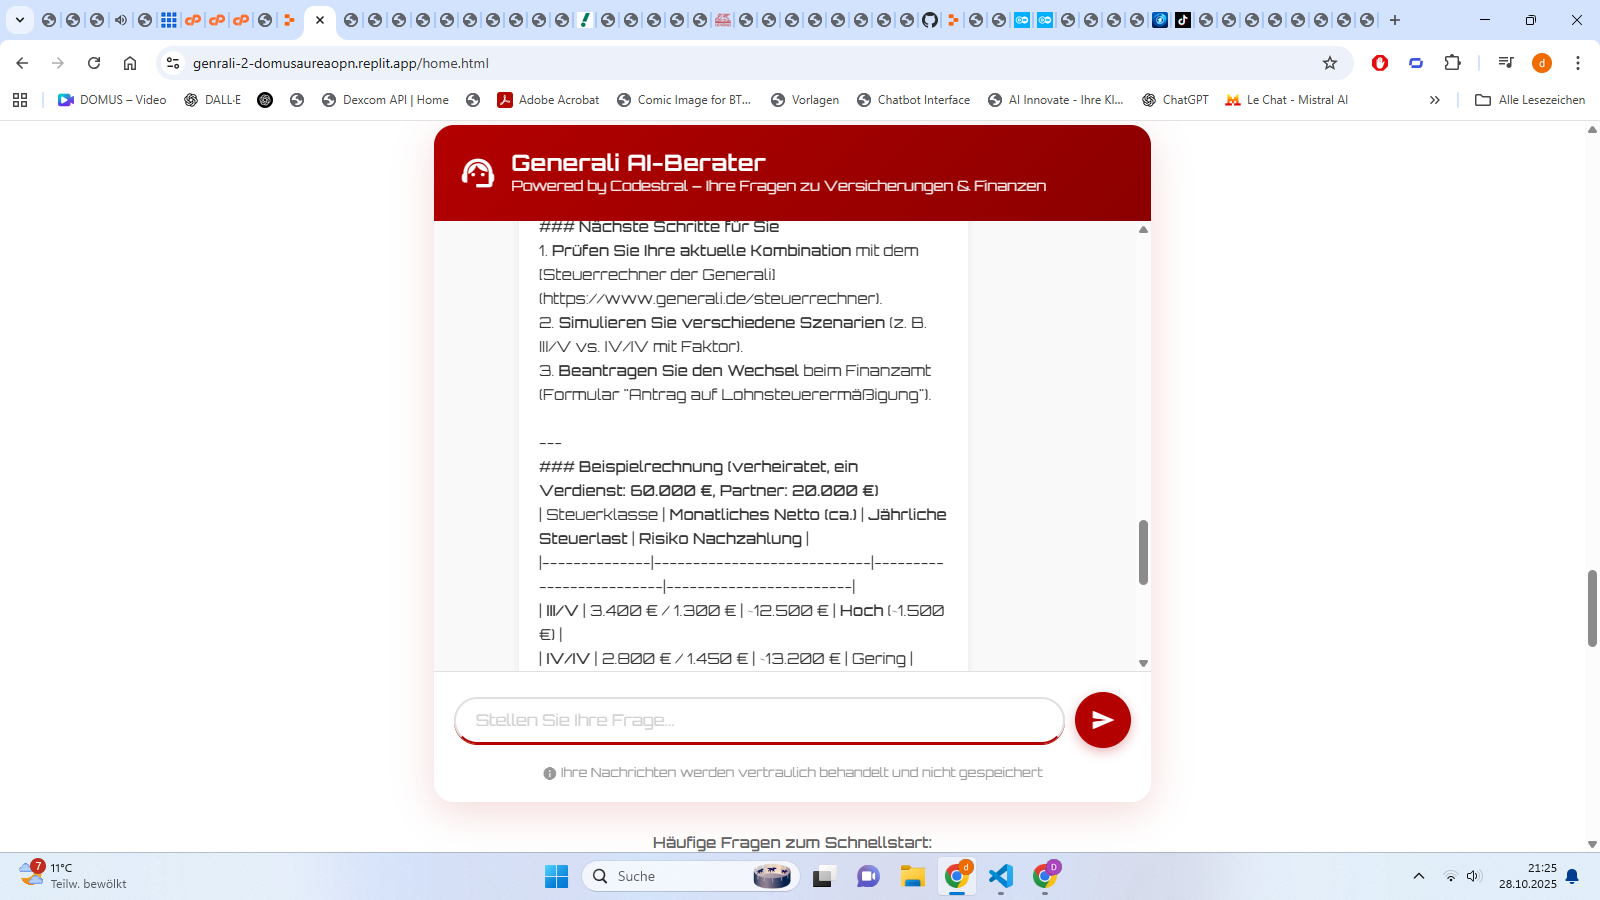 genrali-2-domusaureaopn.replit.app/home.html
d
DOMUS – Video
DALL·E
Dexcom API | Home
Adobe Acrobat
Comic Image for BT...
Vorlagen
Chatbot Interface
AI Innovate - Ihre KI...
ChatGPT
Le Chat - Mistral AI
Alle Lesezeichen
Generali AI-Berater
Powered by Codestral – Ihre Fragen zu Versicherungen & Finanzen
### Nächste Schritte für Sie
1. Prüfen Sie Ihre aktuelle Kombination mit dem
[Steuerrechner der Generali]
(https://www.generali.de/steuerrechner).
2. Simulieren Sie verschiedene Szenarien (z. B.
III/V vs. IV/IV mit Faktor).
3. Beantragen Sie den Wechsel beim Finanzamt
(Formular "Antrag auf Lohnsteuerermäßigung").
---
### Beispielrechnung (verheiratet, ein
Verdienst: 60.000 €, Partner: 20.000 €)
| Steuerklasse | Monatliches Netto (ca.) | Jährliche
Steuerlast | Risiko Nachzahlung |
|--------------|----------------------------|---------
----------------|------------------------|
| III/V | 3.400 € / 1.300 € | ~12.500 € | Hoch (~1.500
€) |
| IV/IV | 2.800 € / 1.450 € | ~13.200 € | Gering |
Stellen Sie Ihre Frage...
Ihre Nachrichten werden vertraulich behandelt und nicht gespeichert
Häufige Fragen zum Schnellstart:
7
11°C
Teilw. bewölkt
Suche
d
D
21:25
28.10.2025